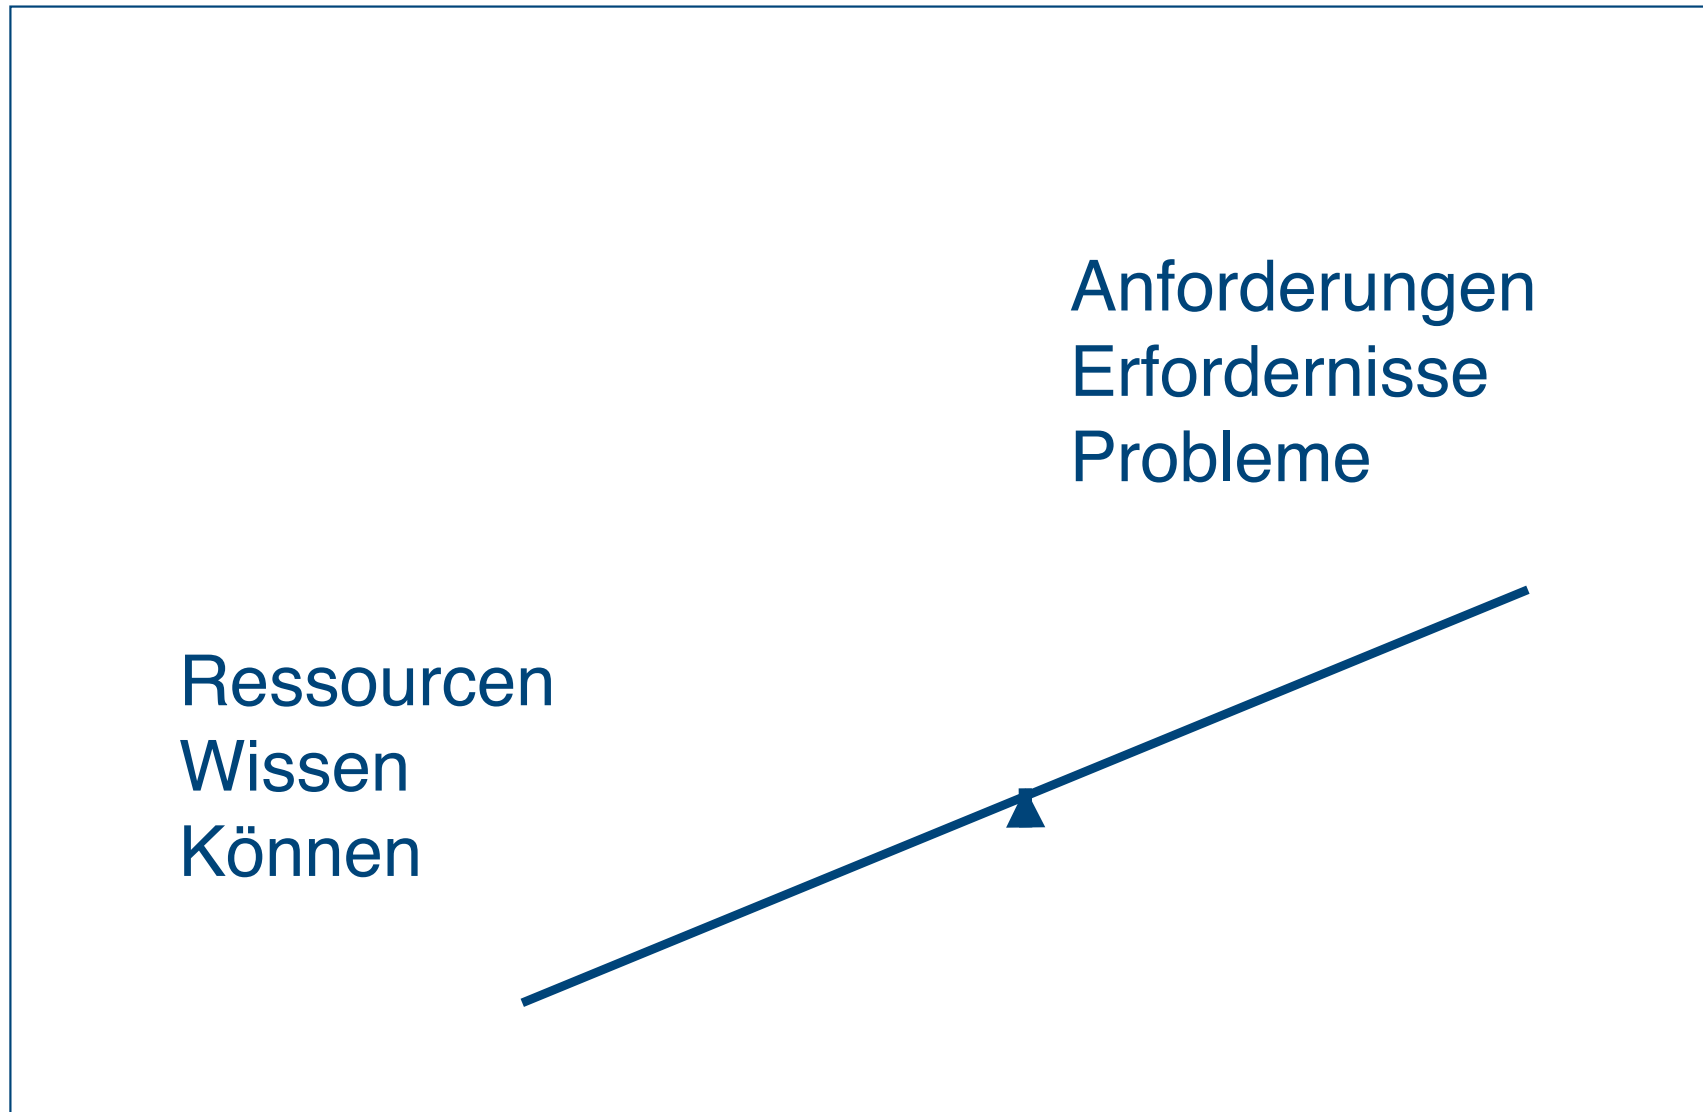 Anforderungen
Erfordernisse
Probleme
Ressourcen
Wissen
Können